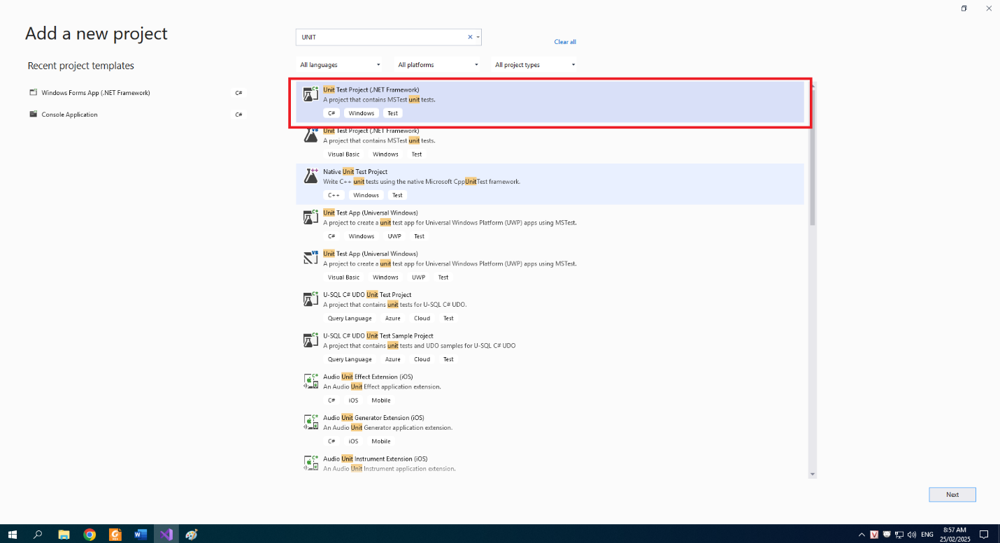 Add a new project
Recent project templates
Windows Forms App (.NET Framework)
C#
Console Application
C#
UNIT
Clear all
All languages
All platforms
All project types
Unit Test Project (.NET Framework)
A project that contains MSTest unit tests.
C# Windows Test
Unit Test Project (.NET Framework)
A project that contains MSTest unit tests.
Visual Basic Windows Test
Native Unit Test Project
Write C++ unit tests using the native Microsoft CppUnitTest framework.
C++ Windows Test
Unit Test App (Universal Windows)
A project to create a unit test app for Universal Windows Platform (UWP) apps using MSTest.
C# Windows UWP Test
Unit Test App (Universal Windows)
A project to create a unit test app for Universal Windows Platform (UWP) apps using MSTest.
Visual Basic Windows UWP Test
U-SQL C# UDO Unit Test Project
A project that contains unit tests for U-SQL C# UDO.
Query Language Azure Cloud Test
U-SQL C# UDO Unit Test Sample Project
A project that contains unit tests and UDO samples for U-SQL C# UDO
Query Language Azure Cloud Test
Audio Unit Effect Extension (iOS)
An Audio Unit Effect application extension.
C# iOS Mobile
Audio Unit Generator Extension (iOS)
An Audio Unit Generator application extension.
C# iOS Mobile
Audio Unit Instrument Extension (iOS)
An Audio Unit Instrument application extension.
Next
ENG
8:57 AM
25/02/2025